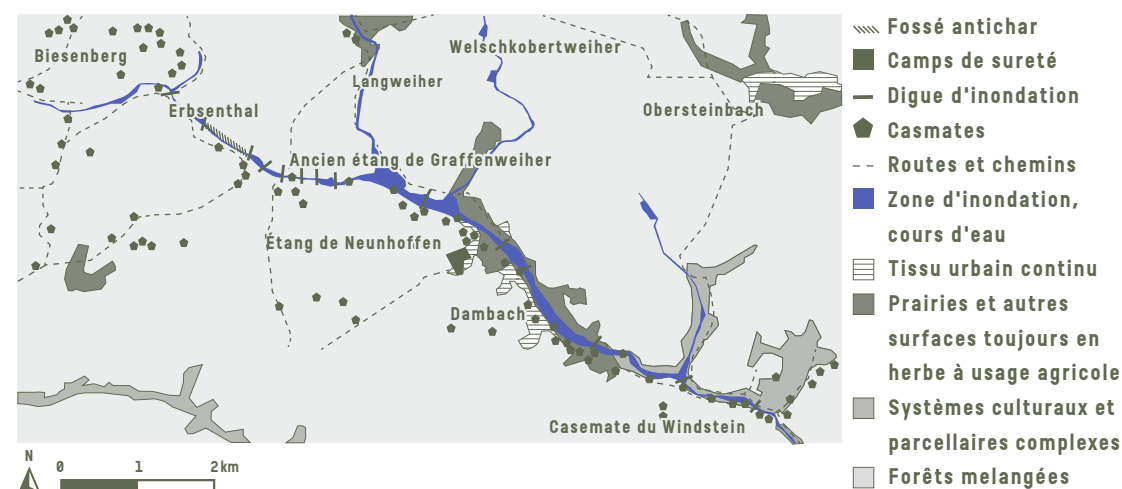 Biesenberg
Welschkobertweiher
Langweiher
Obersteinbach
Erbsenthal
Ancien étang de Graffenweiher
Étang de Neunhoffen
Dambach
Casemate du Windstein
N
0 1 2km
Fossé antichar
Camps de sureté
Digue d'inondation
Casmates
Routes et chemins
Zone d'inondation,
cours d'eau
Tissu urbain continu
Prairies et autres
surfaces toujours en
herbe à usage agricole
Systèmes culturaux et
parcellaires complexes
Forêts melangées